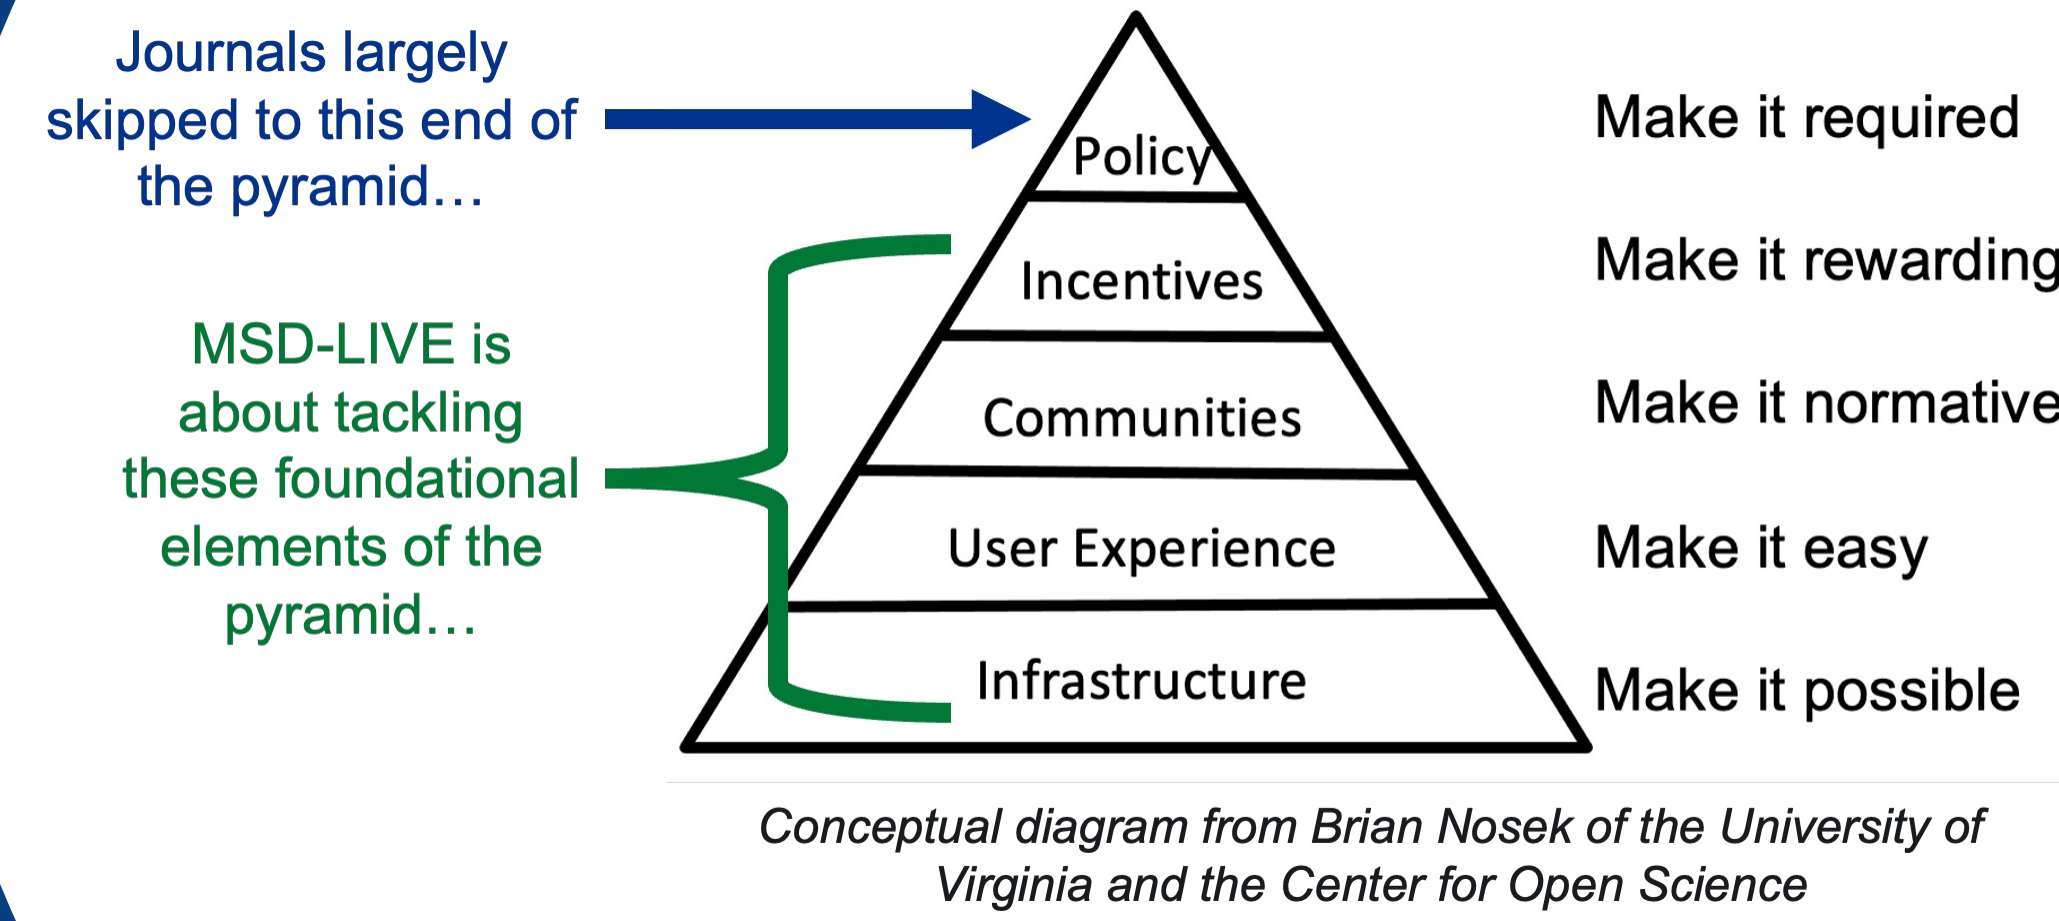 Journals largely
skipped to this end of
the pyramid…
MSD-LIVE is
about tackling
these foundational
elements of the
pyramid…
Policy
Incentives
Communities
User Experience
Infrastructure
Make it required
Make it rewarding
Make it normative
Make it easy
Make it possible
Conceptual diagram from Brian Nosek of the University of
Virginia and the Center for Open Science